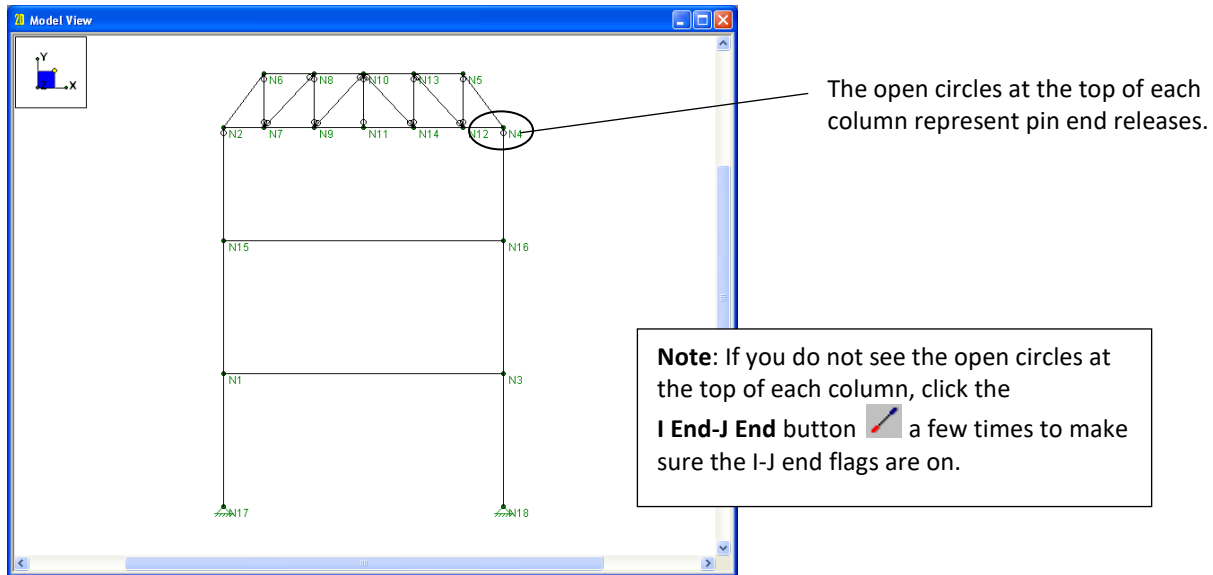 2D Model View
Y
X
N6 N8 N10 N13 N5
N2 N7 N9 N11 N14 N12 N4
N15 N16
N1 N3
N17 N18
The open circles at the top of each
column represent pin end releases.
Note: If you do not see the open circles at
the top of each column, click the
I End-J End button a few times to make
sure the I-J end flags are on.